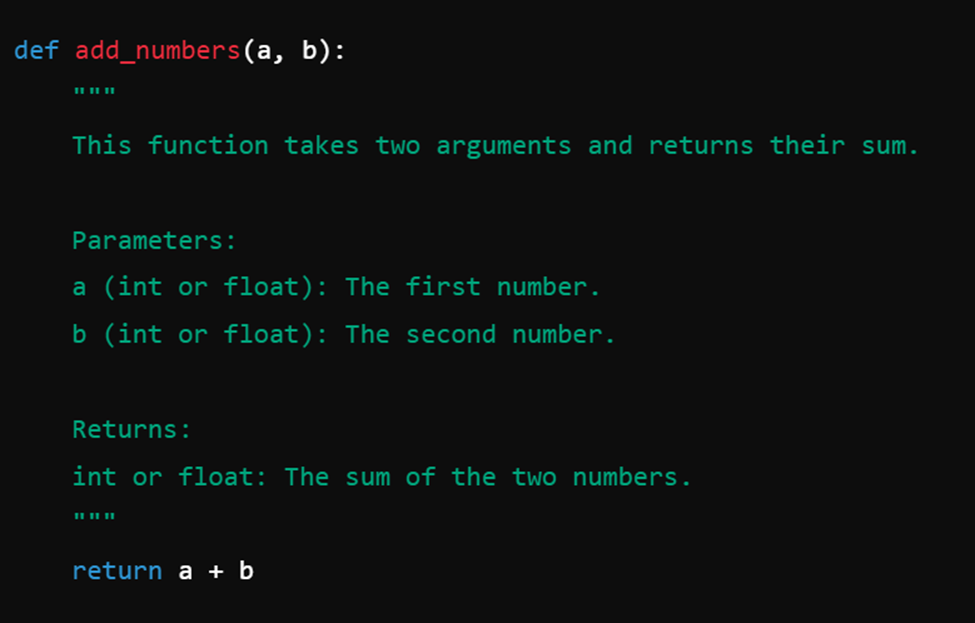 def add_numbers(a, b):
    """
    This function takes two arguments and returns their sum.

    Parameters:
    a (int or float): The first number.
    b (int or float): The second number.

    Returns:
    int or float: The sum of the two numbers.
    """
    return a + b